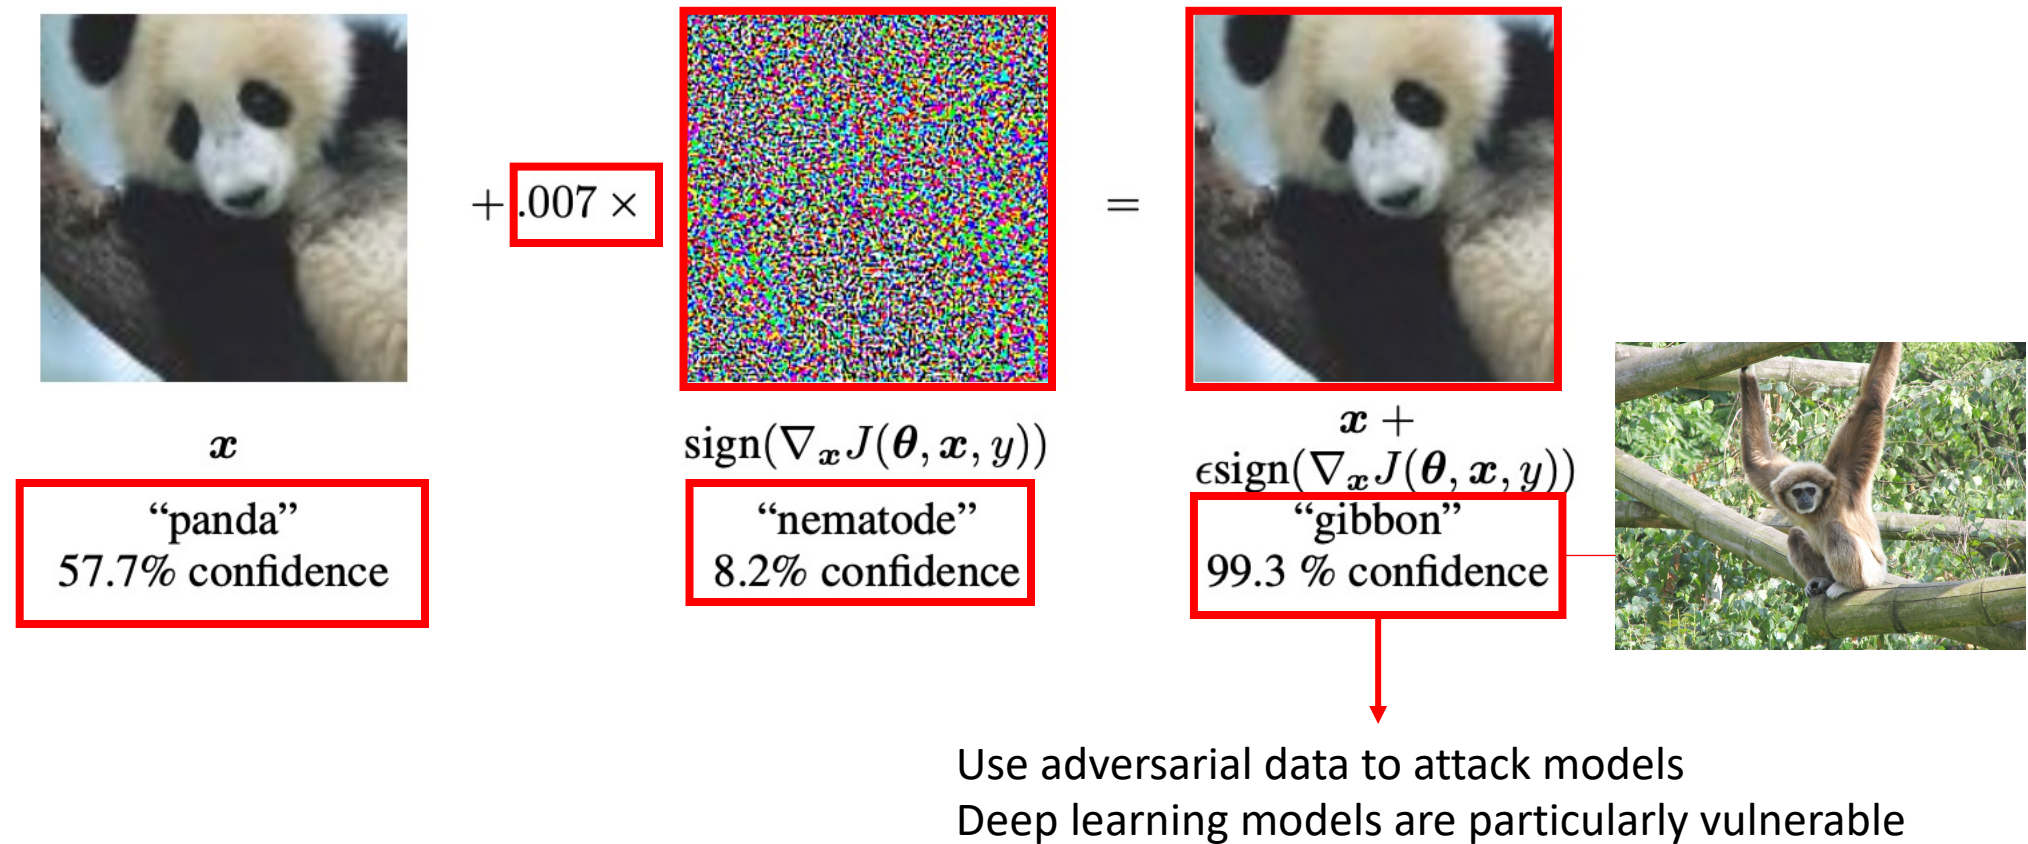 + .007 ×
=
x
sign(∇ₓJ(θ, x, y))
x +
ϵsign(∇ₓJ(θ, x, y))
“panda”
57.7% confidence
“nematode”
8.2% confidence
“gibbon”
99.3 % confidence
Use adversarial data to attack models
Deep learning models are particularly vulnerable